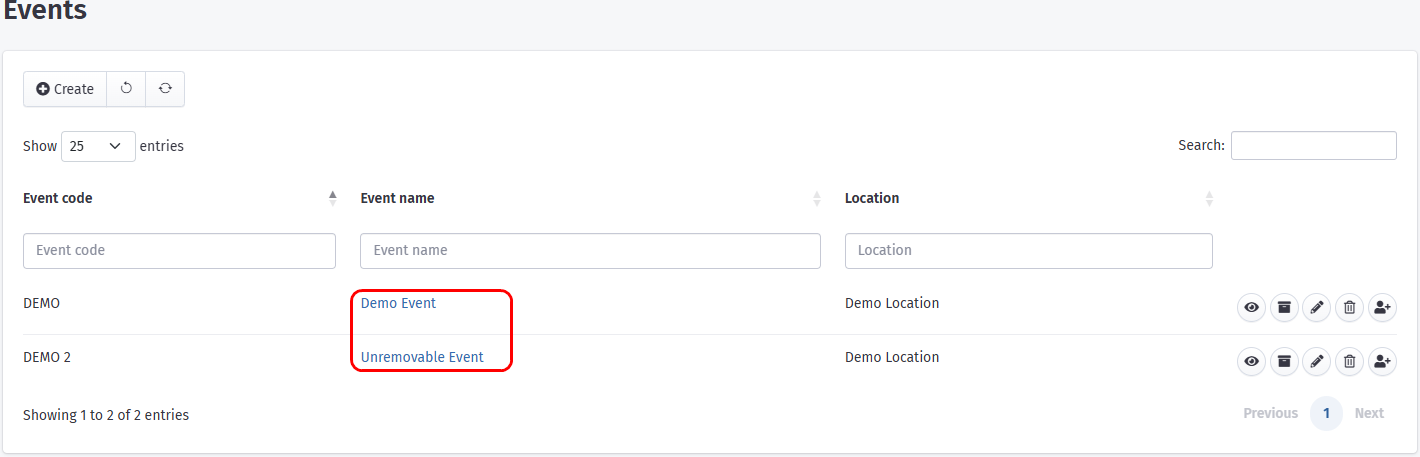 Events
Create
Show 25 entries
Search:
Event code Event name Location
Event code Event name Location
DEMO Demo Event Demo Location
DEMO 2 Unremovable Event Demo Location
Showing 1 to 2 of 2 entries
Previous 1 Next